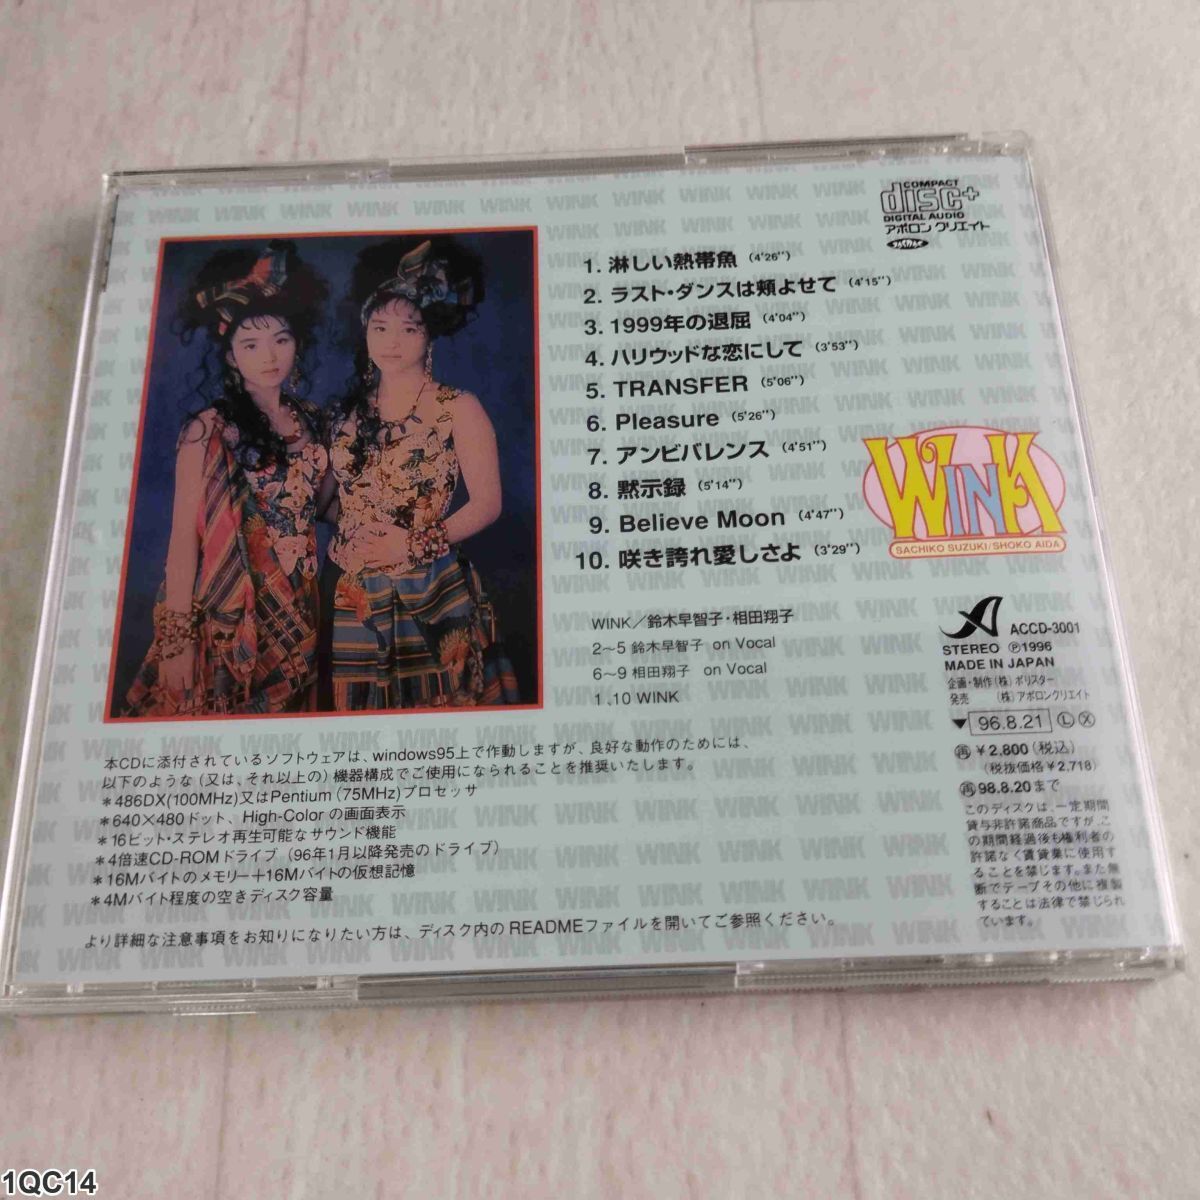 COMPACT
disc+
DIGITAL AUDIO
アポロン クリエイト
1. 淋しい熱帯魚 (4'26'')
2. ラスト・ダンスは頬よせて (4'15'')
3. 1999年の退屈 (4'04'')
4. ハリウッドな恋にして (3'53'')
5. TRANSFER (5'06'')
6. Pleasure (5'26'')
7. アンビバレンス (4'51'')
8. 黙示録 (5'14'')
9. Believe Moon (4'47'')
10. 咲き誇れ愛しさよ (3'29'')
WINK
SACHIKO SUZUKI/SHOKO AIDA
WINK/鈴木早智子・相田翔子
2〜5 鈴木早智子 on Vocal
6〜9 相田翔子 on Vocal
1、10 WINK
ACCD-3001
STEREO ℗1996
MADE IN JAPAN
企画・制作 (株) ポリスター
発売 (株) アポロンクリエイト
▼ 96.8.21 Ⓛ Ⓧ
再 ¥2,800(税込)
(税抜価格¥2,718)
再 98.8.20まで
このディスクは、一定期間
貸与非許諾商品ですが、こ
の期間経過後も権利者の
許諾なく賃貸業に使用す
ることを禁じます。また無
断でテープその他に複製
することは法律で禁じられ
ています。
本CDに添付されているソフトウェアは、windows95上で作動しますが、良好な動作のためには、
以下のような (又は、それ以上の) 機器構成でご使用になられることを推奨いたします。
＊486DX(100MHz)又はPentium (75MHz)プロセッサ
＊640×480ドット、High-Color の画面表示
＊16ビット・ステレオ再生可能なサウンド機能
＊4倍速CD-ROMドライブ (96年1月以降発売のドライブ)
＊16Mバイトのメモリー＋16Mバイトの仮想記憶
＊4Mバイト程度の空きディスク容量
より詳細な注意事項をお知りになりたい方は、ディスク内の READMEファイルを開いてご参照ください。
1QC14